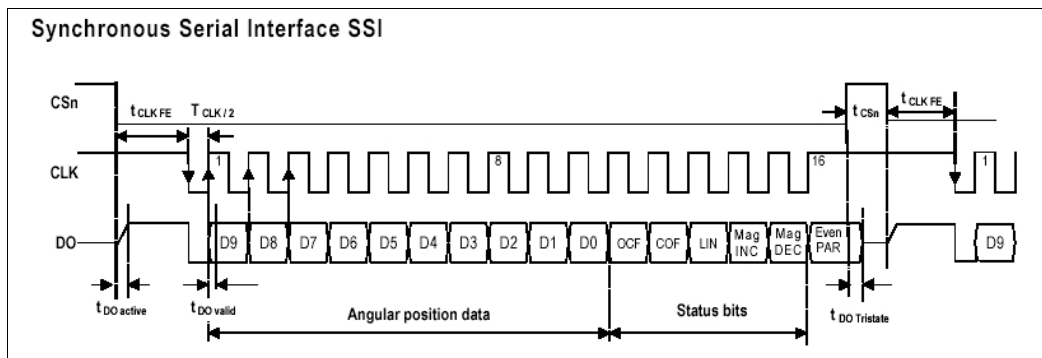 Synchronous Serial Interface SSI
CSn
t CLK FE
T CLK / 2
t CSn
t CLK FE
CLK
1
8
16
1
DO
D9
D8
D7
D6
D5
D4
D3
D2
D1
D0
OCF
COF
LIN
Mag INC
Mag DEC
Even PAR
D9
t DO active
t DO valid
Angular position data
Status bits
t DO Tristate